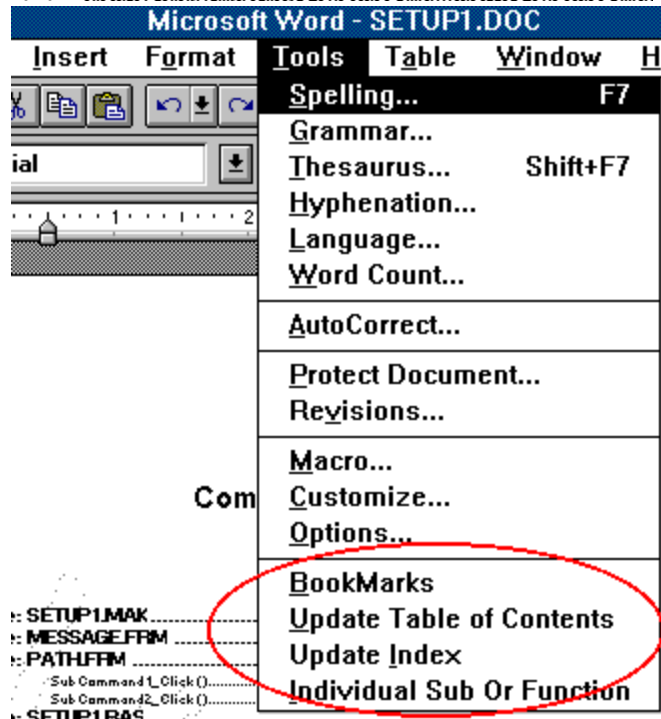 Microsoft Word - SETUP1.DOC
Insert Format Tools Table Window H
Spelling... F7
Grammar...
ial
Thesaurus... Shift+F7
1 2
Hyphenation...
Language...
Word Count...
AutoCorrect...
Protect Document...
Revisions...
Macro...
Com
Customize...
Options...
BookMarks
: SETUP1.MAK
Update Table of Contents
: MESSAGE.FRM
: PATH.FRM
Update Index
Sub Command1_Click()
Sub Command2_Click()
Individual Sub Or Function
: SETUP1.BAS